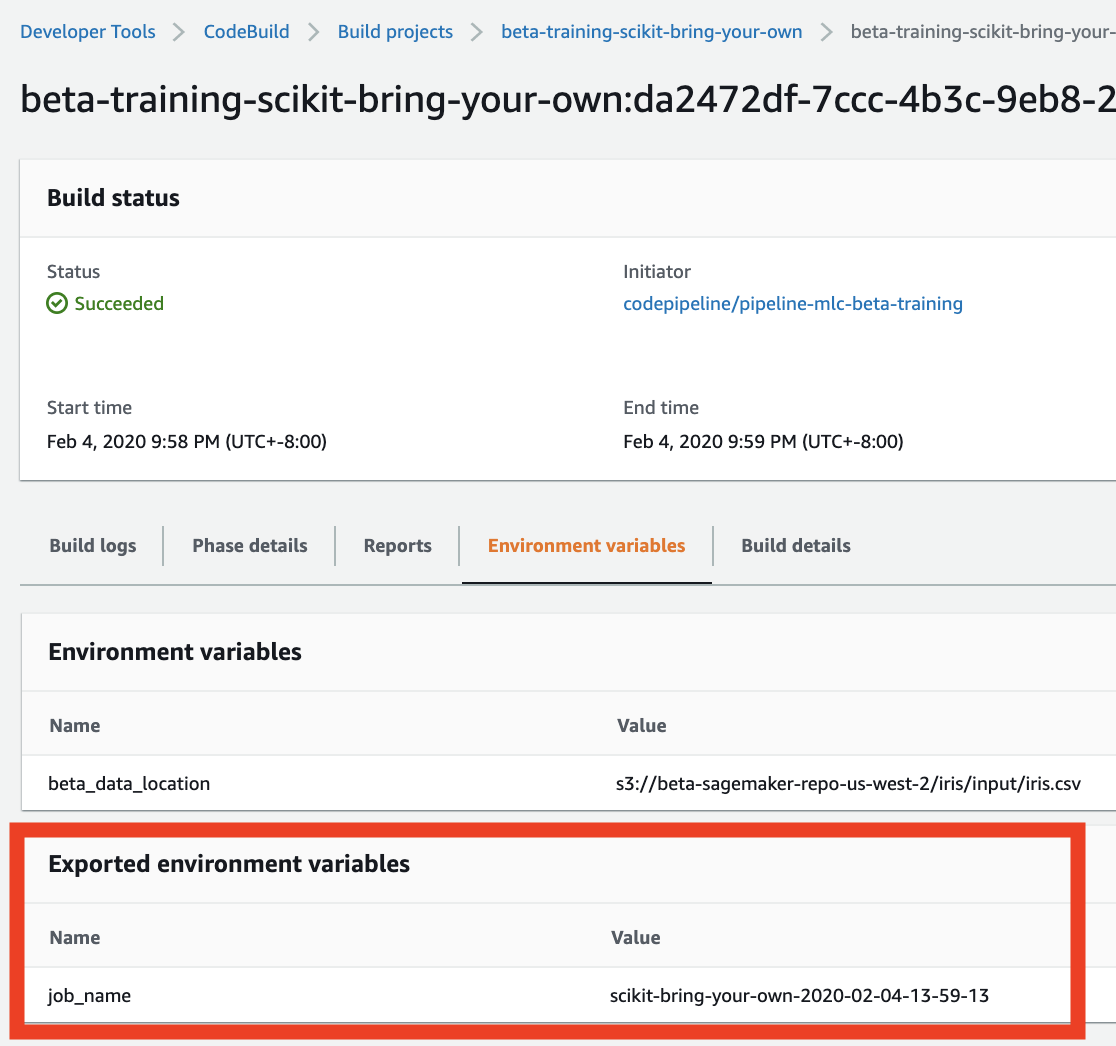 Developer Tools > CodeBuild > Build projects > beta-training-scikit-bring-your-own > beta-training-scikit-bring-your-
beta-training-scikit-bring-your-own:da2472df-7ccc-4b3c-9eb8-2
Build status
Status Initiator
Succeeded codepipeline/pipeline-mlc-beta-training
Start time End time
Feb 4, 2020 9:58 PM (UTC+-8:00) Feb 4, 2020 9:59 PM (UTC+-8:00)
Build logs Phase details Reports Environment variables Build details
Environment variables
Name Value
beta_data_location s3://beta-sagemaker-repo-us-west-2/iris/input/iris.csv
Exported environment variables
Name Value
job_name scikit-bring-your-own-2020-02-04-13-59-13